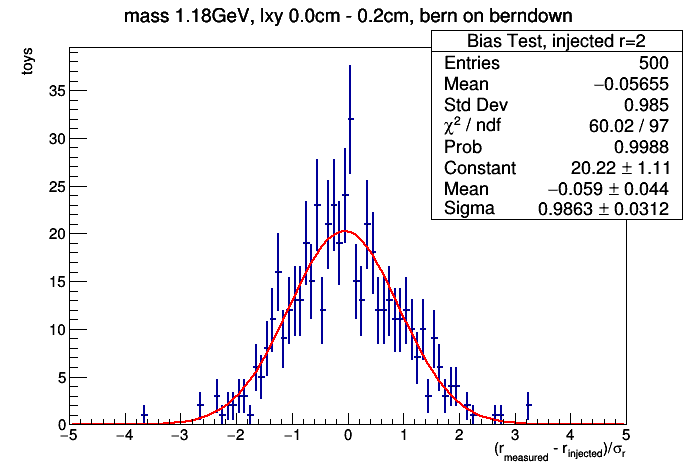 mass 1.18GeV, lxy 0.0cm - 0.2cm, bern on berndown
toys
Bias Test, injected r=2
Entries 500
Mean −0.05655
Std Dev 0.985
χ² / ndf 60.02 / 97
Prob 0.9988
Constant 20.22 ± 1.11
Mean −0.059 ± 0.044
Sigma 0.9863 ± 0.0312
35
30
25
20
15
10
5
0
−5 −4 −3 −2 −1 0 1 2 3 4 5
(r_measured - r_injected)/σ_r